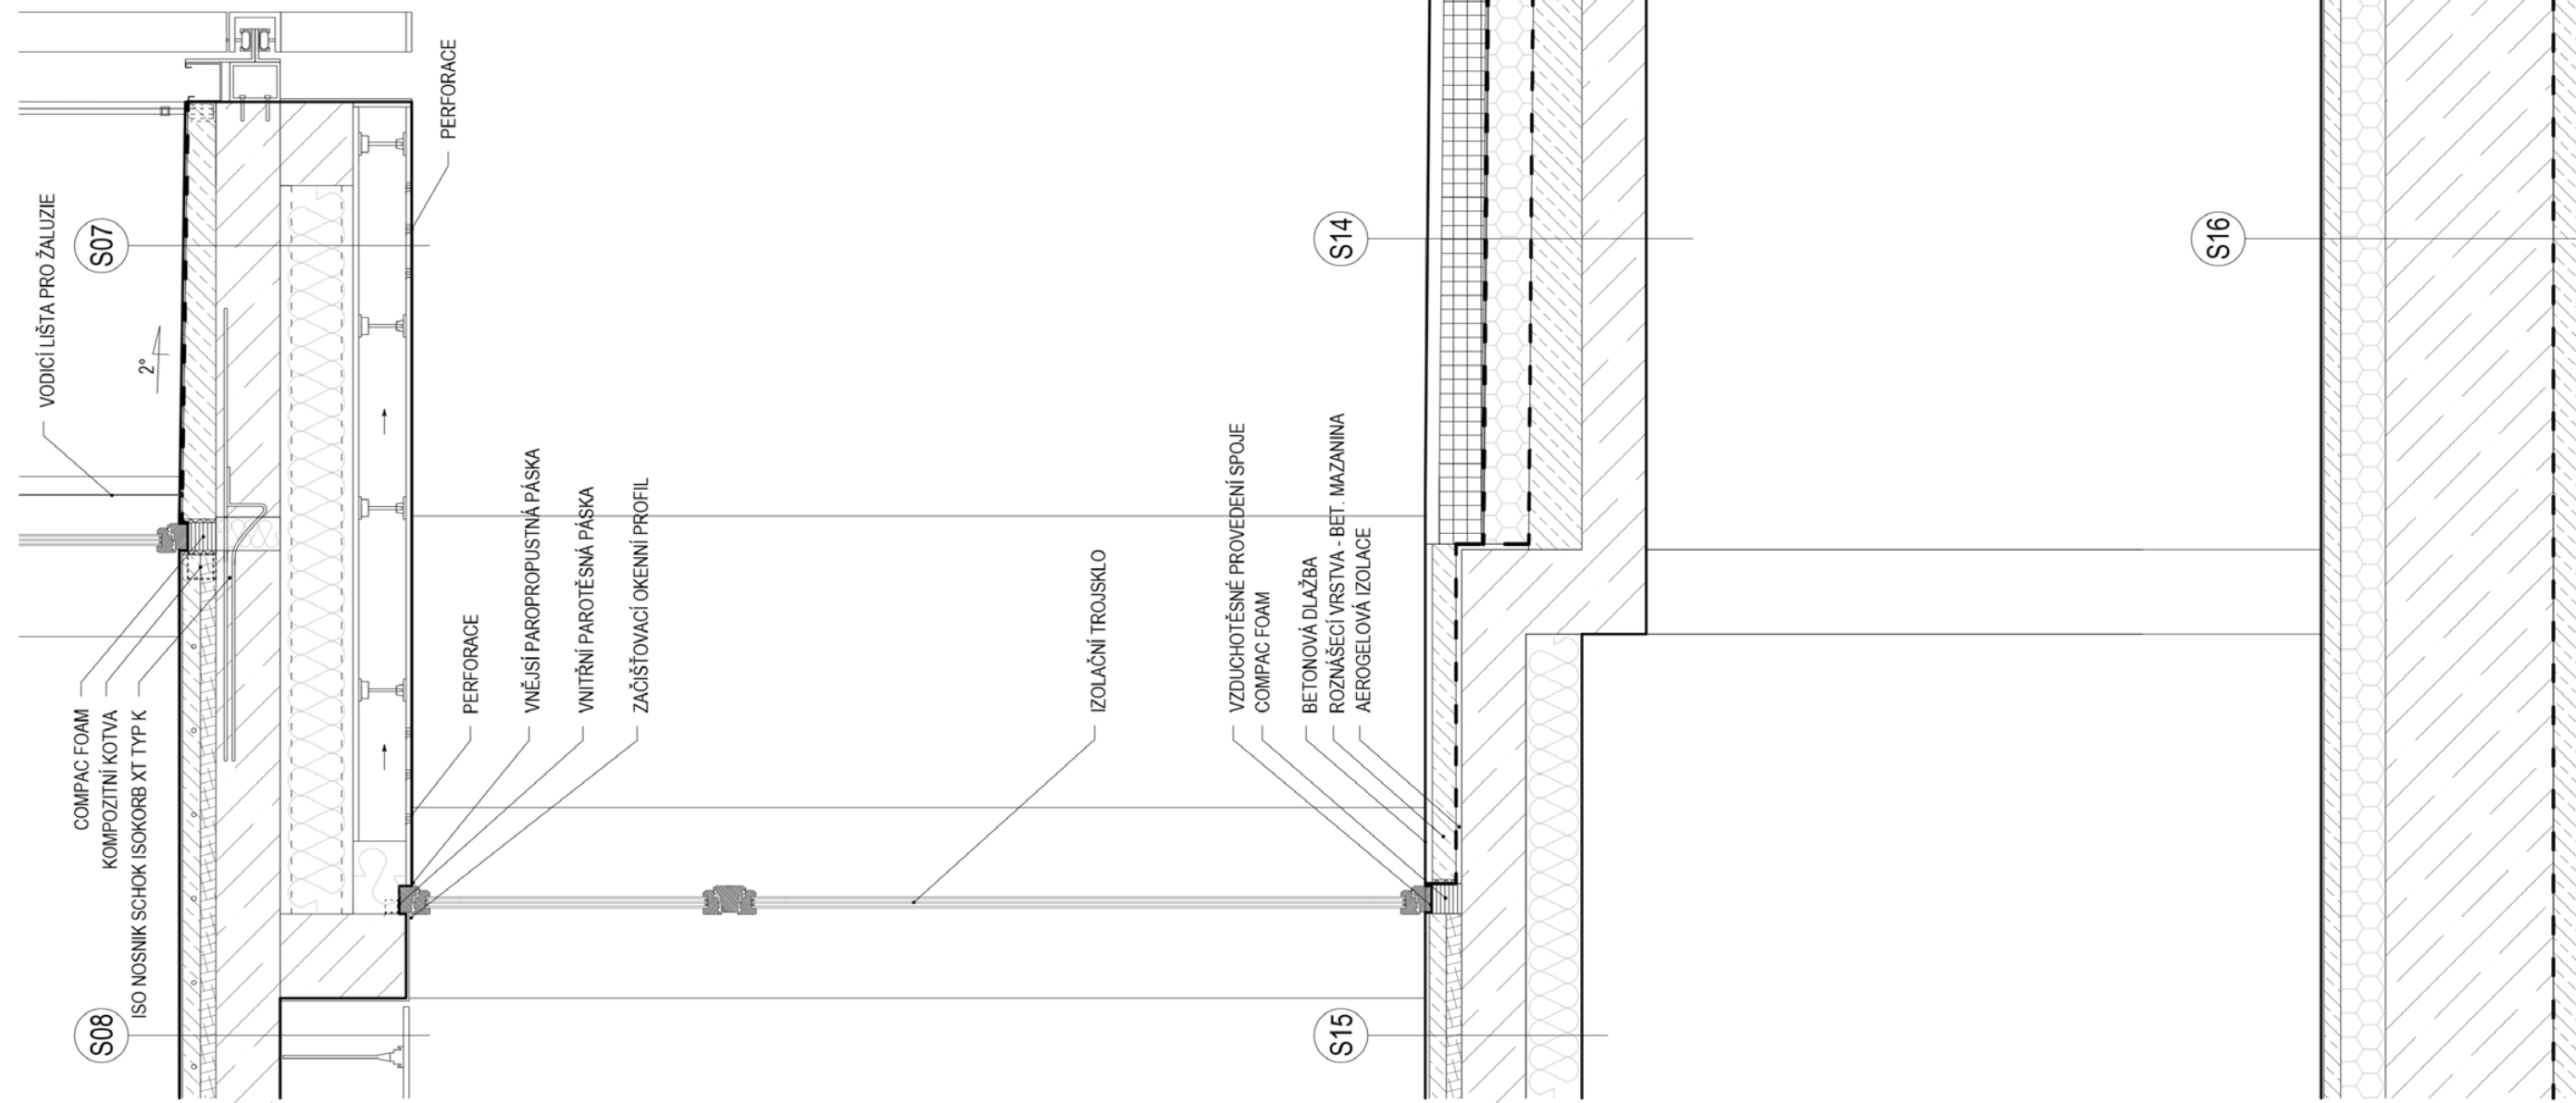 PERFORACE
VODICÍ LIŠTA PRO ŽALUZIE
S07
2°
S14
S16
COMPAC FOAM
KOMPOZITNÍ KOTVA
ISO NOSNIK SCHOK ISOKORB XT TYP K
PERFORACE
VNĚJSÍ PAROPROPUSTNÁ PÁSKA
VNITŘNÍ PAROTĚSNÁ PÁSKA
ZAČIŠŤOVACÍ OKENNÍ PROFIL
IZOLAČNÍ TROJSKLO
VZDUCHOTĚSNÉ PROVEDENÍ SPOJE
COMPAC FOAM
BETONOVÁ DLAŽBA
ROZNÁŠECÍ VRSTVA - BET. MAZANINA
AEROGELOVÁ IZOLACE
S08
S15